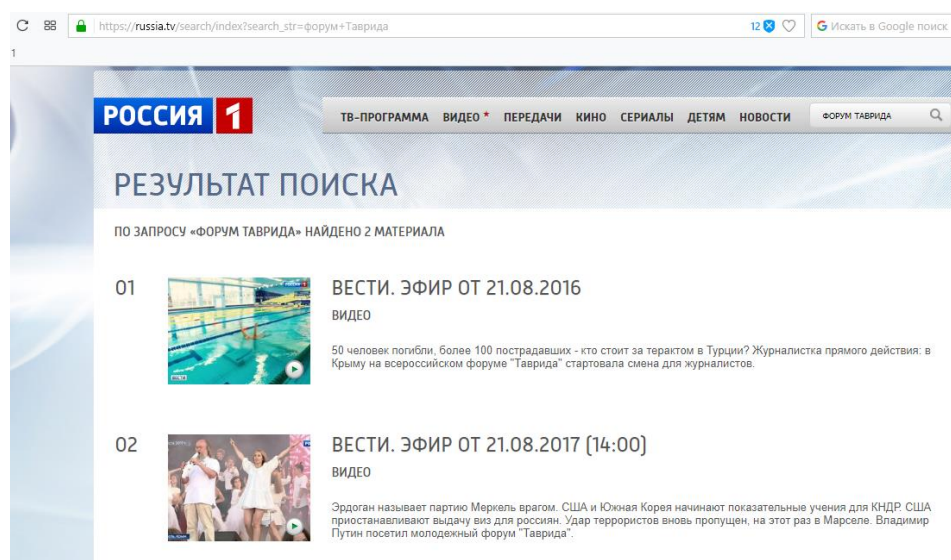 https://russia.tv/search/index?search_str=форум+Таврида
12
G Искать в Google поиск
1
РОССИЯ 1
ТВ-ПРОГРАММА ВИДЕО * ПЕРЕДАЧИ КИНО СЕРИАЛЫ ДЕТЯМ НОВОСТИ
ФОРУМ ТАВРИДА
РЕЗУЛЬТАТ ПОИСКА
ПО ЗАПРОСУ «ФОРУМ ТАВРИДА» НАЙДЕНО 2 МАТЕРИАЛА
01
ВЕСТИ. ЭФИР ОТ 21.08.2016
ВИДЕО
50 человек погибли, более 100 пострадавших - кто стоит за терактом в Турции? Журналистка прямого действия: в
Крыму на всероссийском форуме "Таврида" стартовала смена для журналистов.
02
ВЕСТИ. ЭФИР ОТ 21.08.2017 (14:00)
ВИДЕО
Эрдоган называет партию Меркель врагом. США и Южная Корея начинают показательные учения для КНДР. США
приостанавливают выдачу виз для россиян. Удар террористов вновь пропущен, на этот раз в Марселе. Владимир
Путин посетил молодежный форум "Таврида".